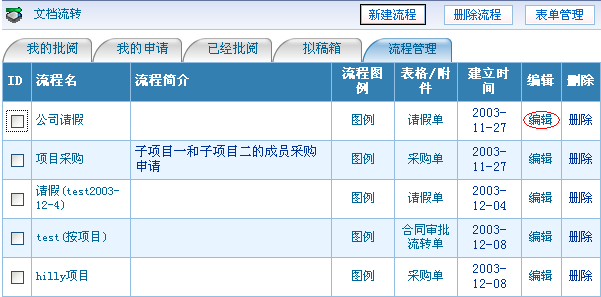 文档流转 新建流程 删除流程 表单管理
我的批阅 我的申请 已经批阅 拟稿箱 流程管理
ID 流程名 流程简介 流程图例 表格/附件 建立时间 编辑 删除
公司请假 图例 请假单 2003-11-27 编辑 删除
项目采购 子项目一和子项目二的成员采购申请 图例 采购单 2003-11-27 编辑 删除
请假(test2003-12-4) 图例 请假单 2003-12-04 编辑 删除
test(按项目) 图例 合同审批流转单 2003-12-08 编辑 删除
hilly项目 图例 采购单 2003-12-08 编辑 删除